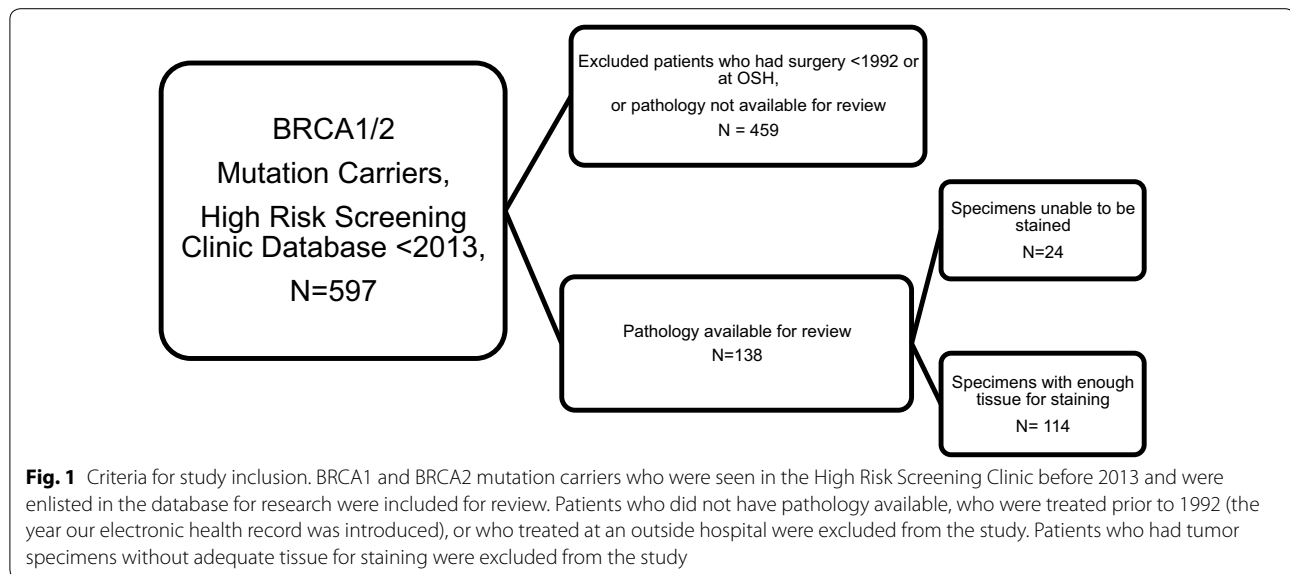 BRCA1/2
Mutation Carriers,
High Risk Screening
Clinic Database <2013,
N=597
Excluded patients who had surgery <1992 or
at OSH,
or pathology not available for review
N = 459
Pathology available for review
N=138
Specimens unable to be
stained
N=24
Specimens with enough
tissue for staining
N= 114
Fig. 1 Criteria for study inclusion. BRCA1 and BRCA2 mutation carriers who were seen in the High Risk Screening Clinic before 2013 and were
enlisted in the database for research were included for review. Patients who did not have pathology available, who were treated prior to 1992 (the
year our electronic health record was introduced), or who treated at an outside hospital were excluded from the study. Patients who had tumor
specimens without adequate tissue for staining were excluded from the study